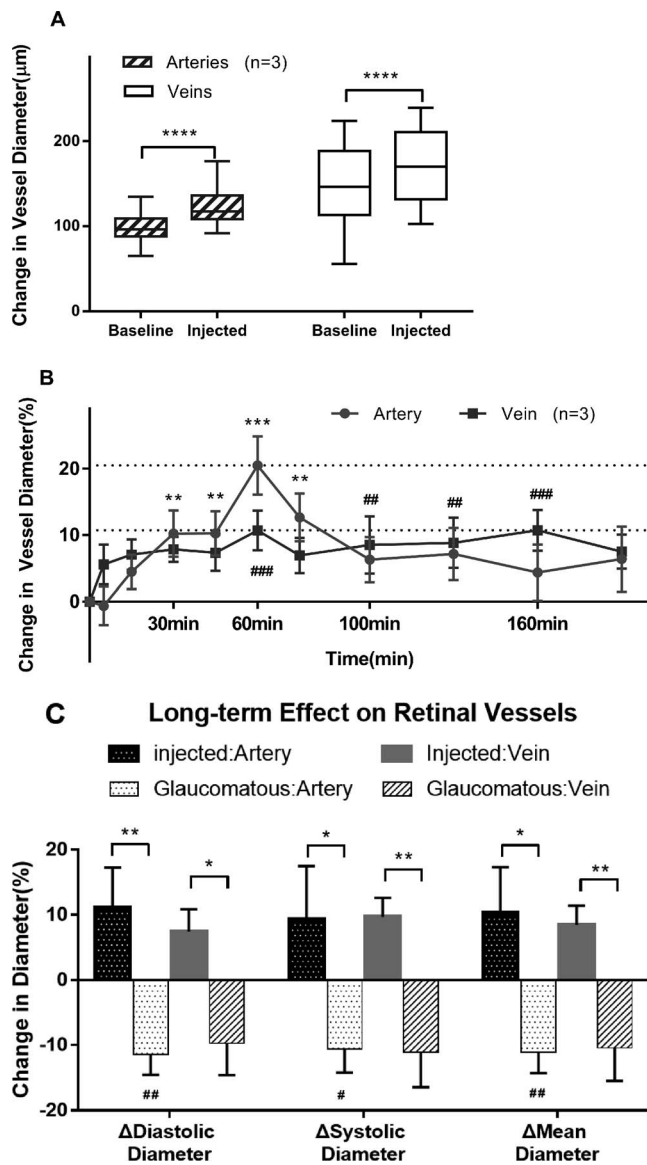 A
Change in Vessel Diameter(μm)
Arteries (n=3)
Veins
200
100
0
****
****
Baseline Injected Baseline Injected
B
Change in Vessel Diameter(%)
Artery Vein (n=3)
20
10
0
** ** *** ** ## ## ###
###
30min 60min 100min 160min
Time(min)
C Long-term Effect on Retinal Vessels
injected:Artery Injected:Vein
Glaucomatous:Artery Glaucomatous:Vein
Change in Diameter(%)
20
10
0
-10
-20
** * * ** * **
## # ##
ΔDiastolic ΔSystolic ΔMean
Diameter Diameter Diameter